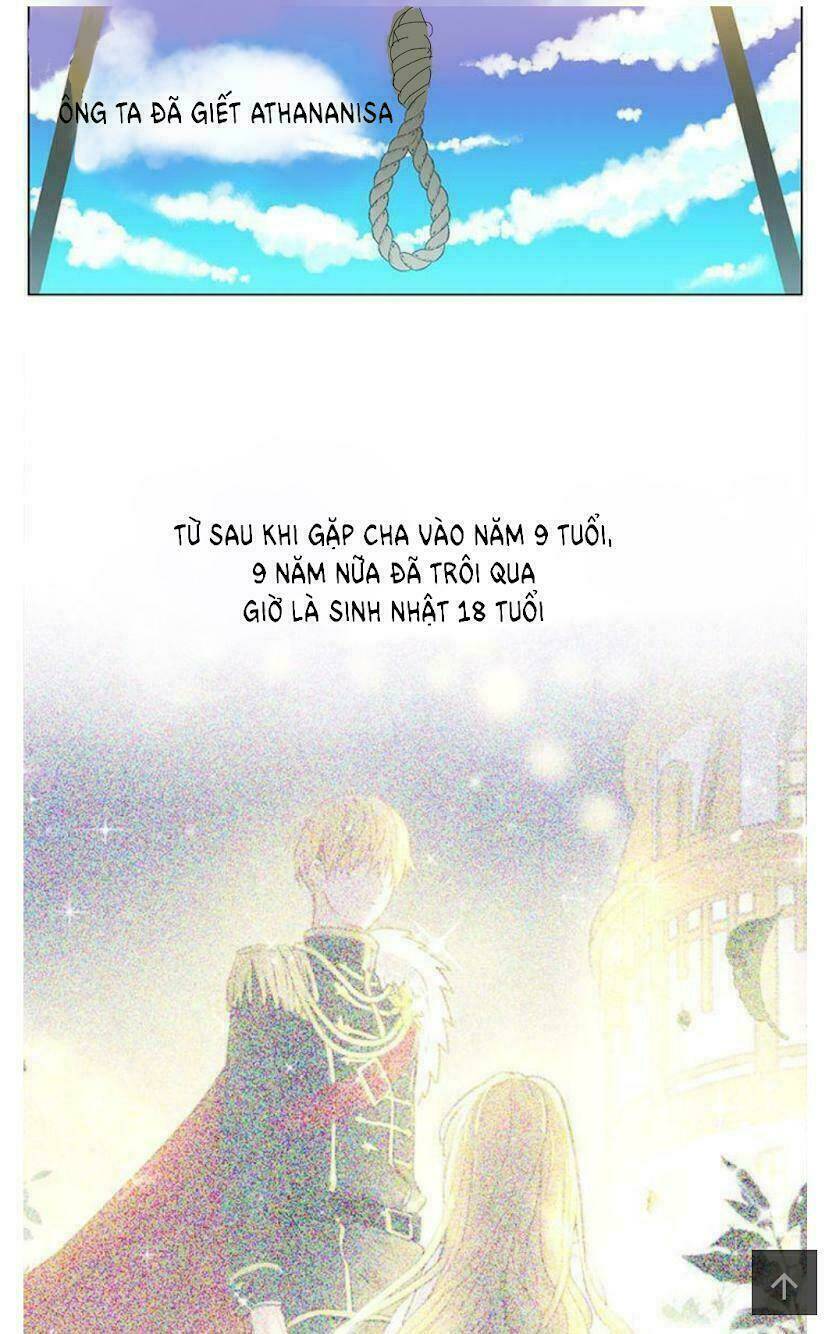 ÔNG TA ĐÃ GIẾT ATHANANISA
TỪ SAU KHI GẶP CHA VÀO NĂM 9 TUỔI,
9 NĂM NỮA ĐÃ TRÔI QUA
GIỜ LÀ SINH NHẬT 18 TUỔI